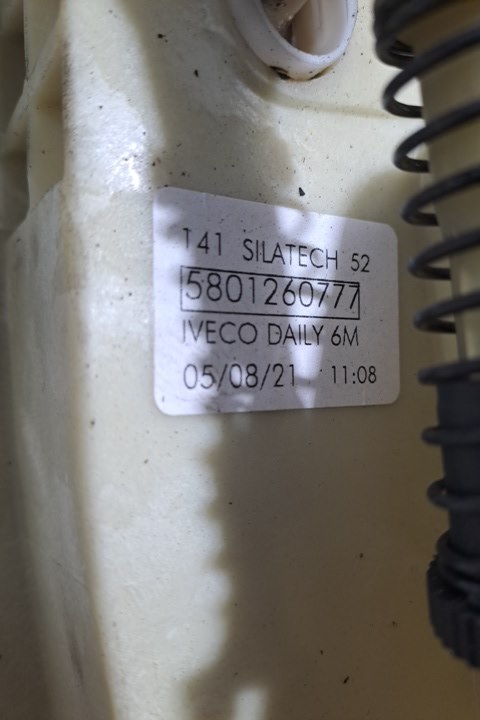 T41 SILATECH 52
5801260777
IVECO DAILY 6M
05/08/21 11:08